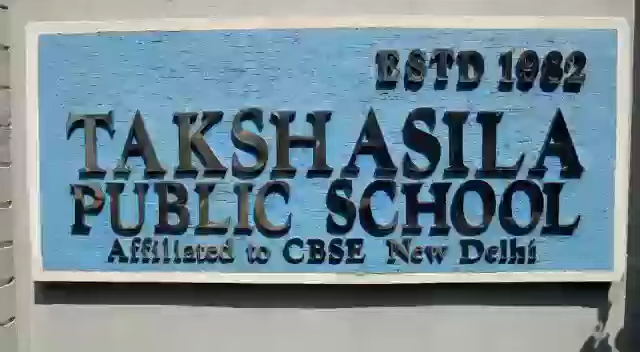 ESTD 1982
TAKSHASILA
PUBLIC SCHOOL
Affiliated to CBSE New Delhi